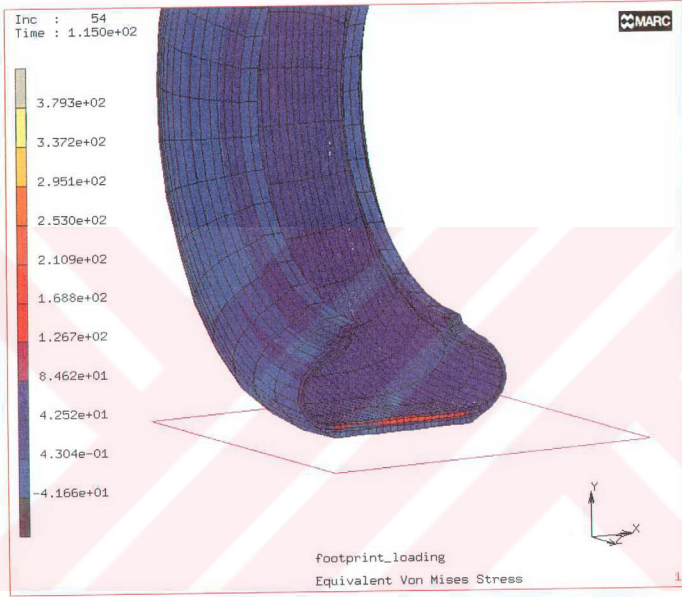 Inc : 54
Time : 1.150e+02
MARC
3.793e+02
3.372e+02
2.951e+02
2.530e+02
2.109e+02
1.688e+02
1.267e+02
8.462e+01
4.252e+01
4.304e-01
-4.166e+01
Y
X
Z
footprint_loading
Equivalent Von Mises Stress
1